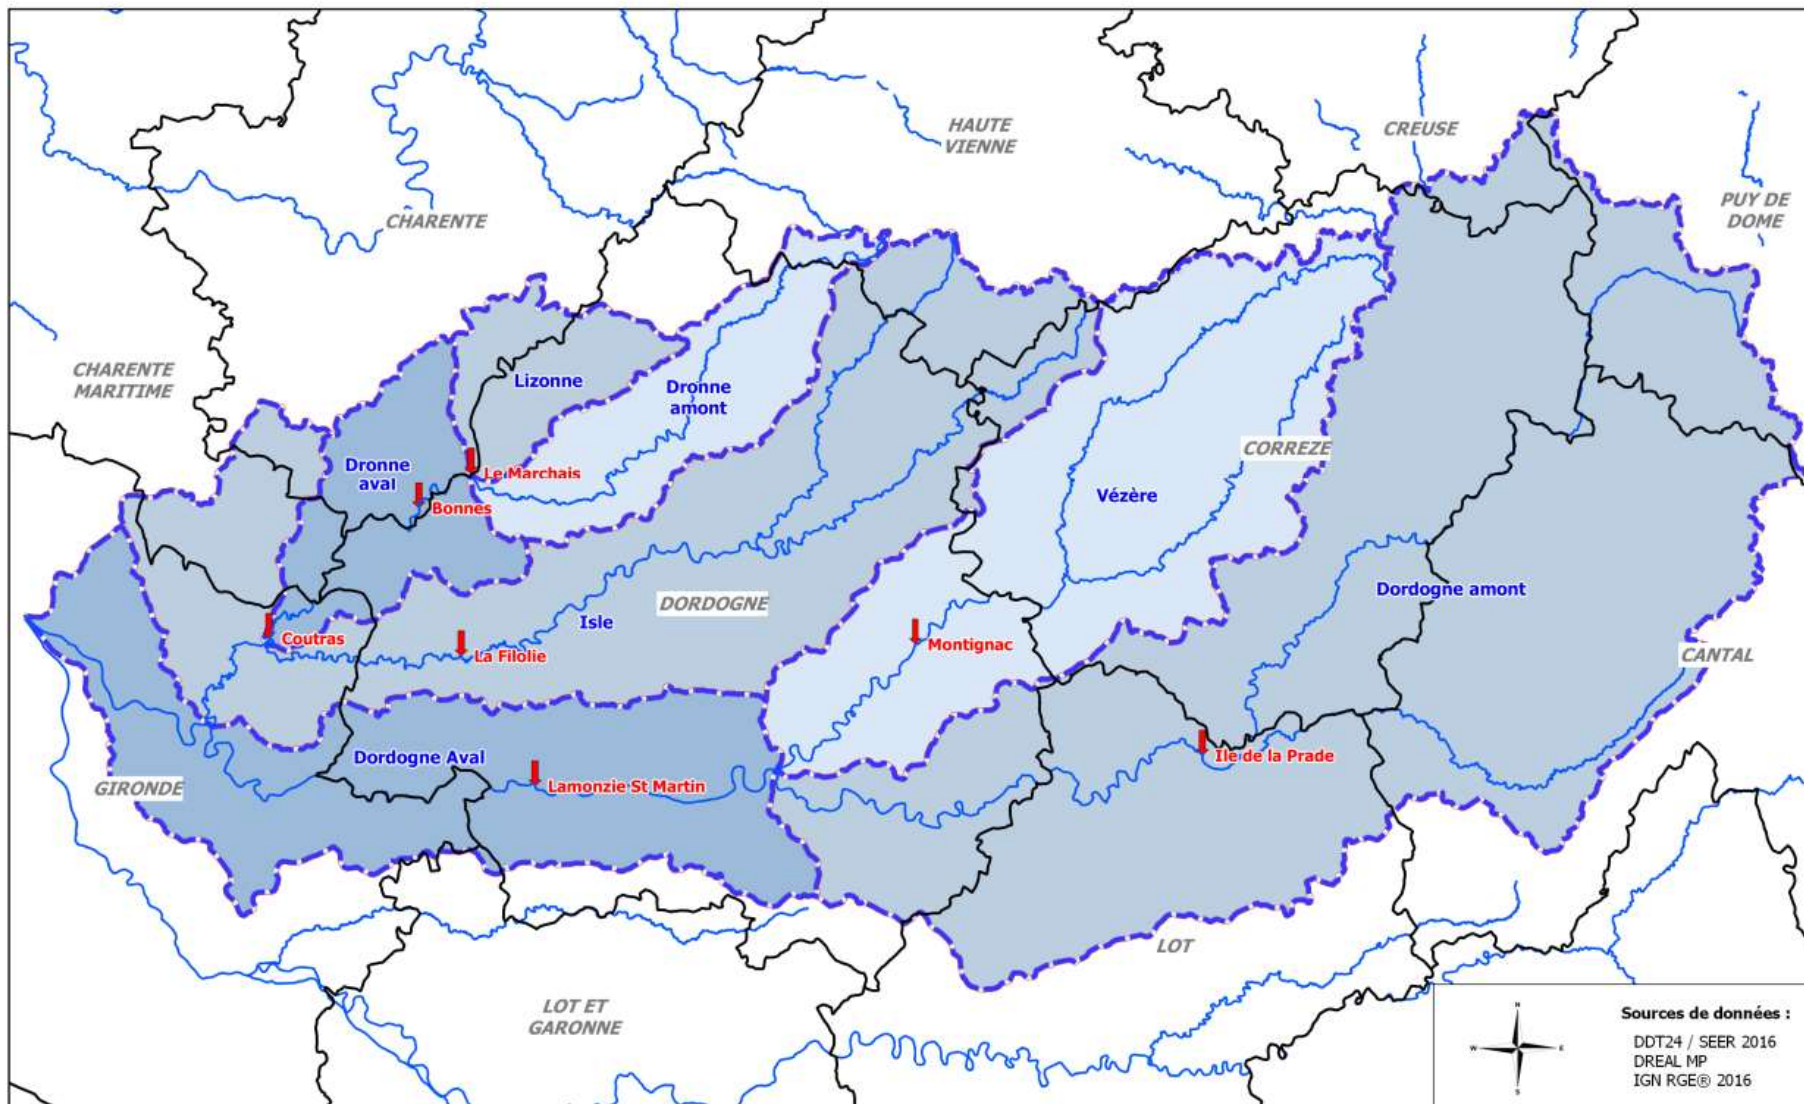 HAUTE
VIENNE
CREUSE
PUY DE
DOME
CHARENTE
CHARENTE
MARITIME
Lizonne
Dronne
amont
CORREZE
Dronne
aval
Le Marchais
Vézère
Bonnes
Dordogne amont
DORDOGNE
Isle
Coutras
La Filolie
Montignac
CANTAL
Dordogne Aval
Ile de la Prade
GIRONDE
Lamonzie St Martin
LOT
LOT ET
GARONNE
N
W
E
S
Sources de données :
DDT24 / SEER 2016
DREAL MP
IGN RGE® 2016